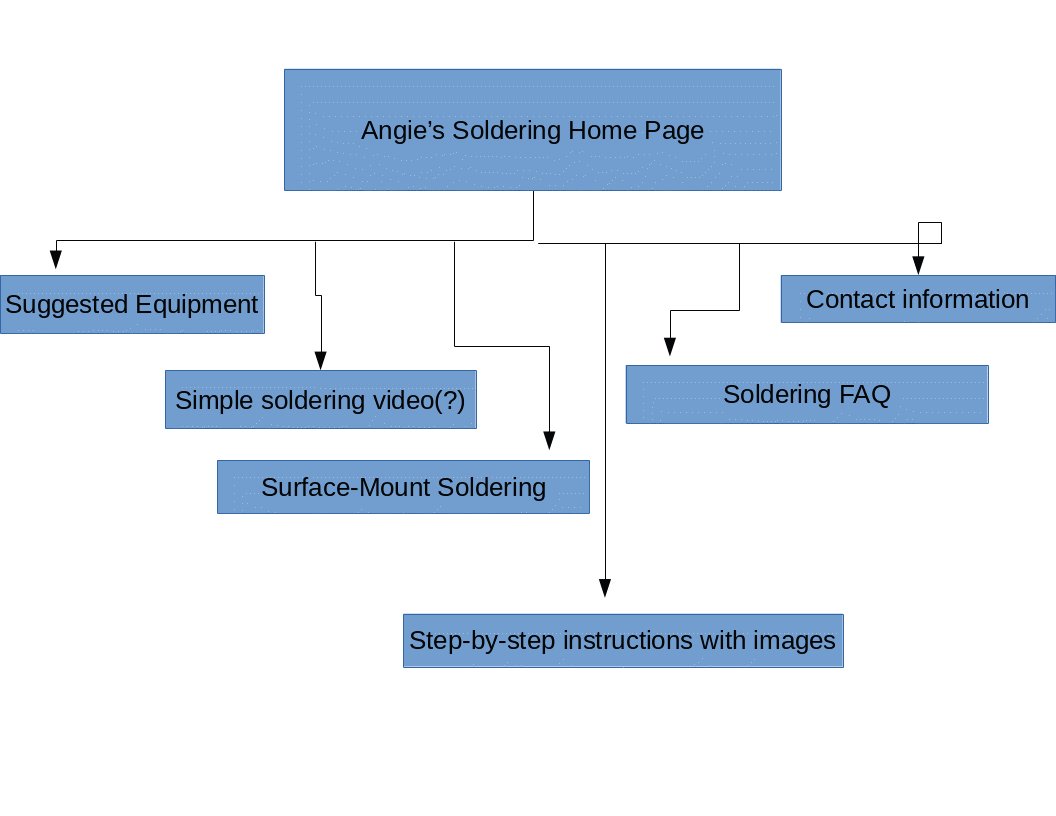 Angie’s Soldering Home Page
Suggested Equipment
Contact information
Simple soldering video(?)
Soldering FAQ
Surface-Mount Soldering
Step-by-step instructions with images